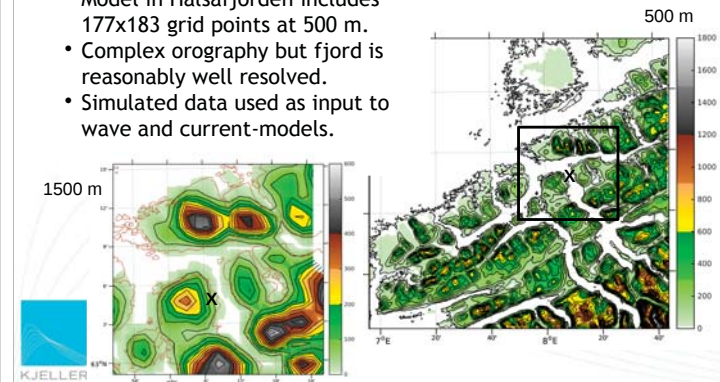 Model in Halsafjorden includes
177x183 grid points at 500 m.
• Complex orography but fjord is
reasonably well resolved.
• Simulated data used as input to
wave and current-models.
500 m
1800
1600
1400
1200
1000
800
600
400
200
0
X
7°E 20' 40' 8°E 20' 40'
1500 m
X
63°N
KJELLER